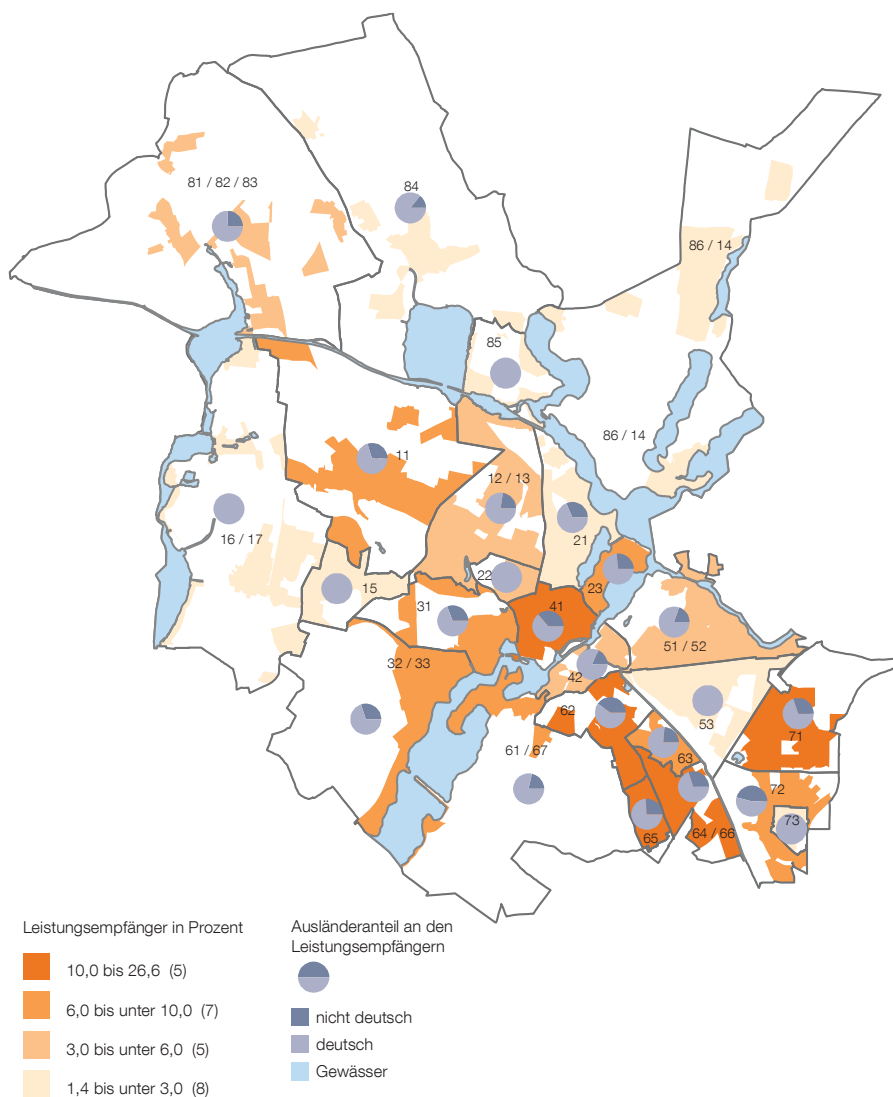 81 / 82 / 83
84
86 / 14
85
86 / 14
11
12 / 13
16 / 17
21
15
22
23
31
41
51 / 52
32 / 33
42
53
62
61 / 67
63
71
72
73
65
64 / 66
Leistungsempfänger in Prozent
10,0 bis 26,6 (5)
6,0 bis unter 10,0 (7)
3,0 bis unter 6,0 (5)
1,4 bis unter 3,0 (8)
Ausländeranteil an den
Leistungsempfängern
nicht deutsch
deutsch
Gewässer